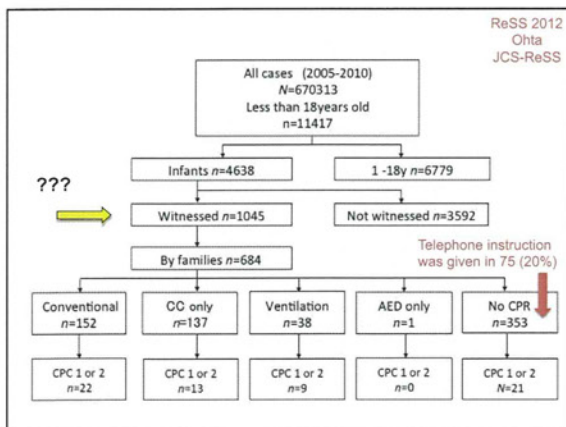 ReSS 2012
Ohta
JCS-ReSS
All cases (2005-2010)
N=670313
Less than 18years old
n=11417
Infants n=4638
1 -18y n=6779
???
Witnessed n=1045
Not witnessed n=3592
By families n=684
Telephone instruction
was given in 75 (20%)
Conventional
n=152
CC only
n=137
Ventilation
n=38
AED only
n=1
No CPR
n=353
CPC 1 or 2
n=22
CPC 1 or 2
n=13
CPC 1 or 2
n=9
CPC 1 or 2
n=0
CPC 1 or 2
N=21